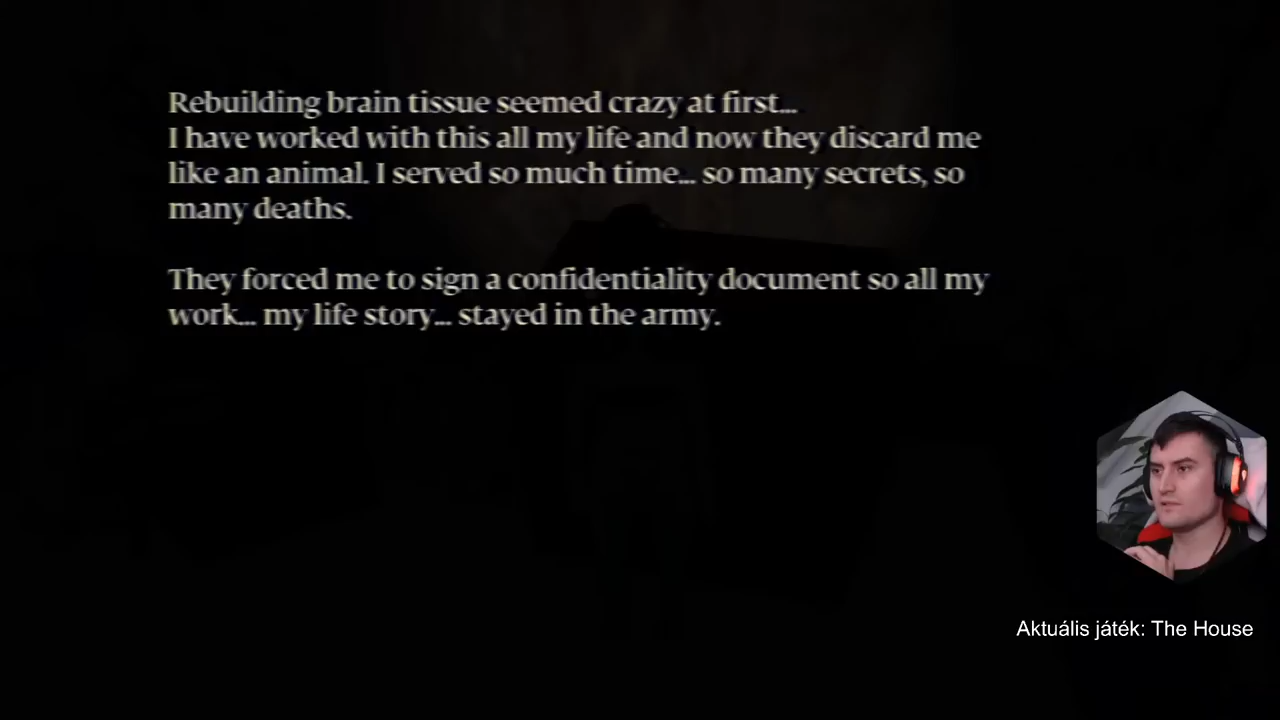 Rebuilding brain tissue seemed crazy at first...
I have worked with this all my life and now they discard me
like an animal. I served so much time... so many secrets, so
many deaths.
They forced me to sign a confidentiality document so all my
work... my life story... stayed in the army.
Aktuális játék: The House